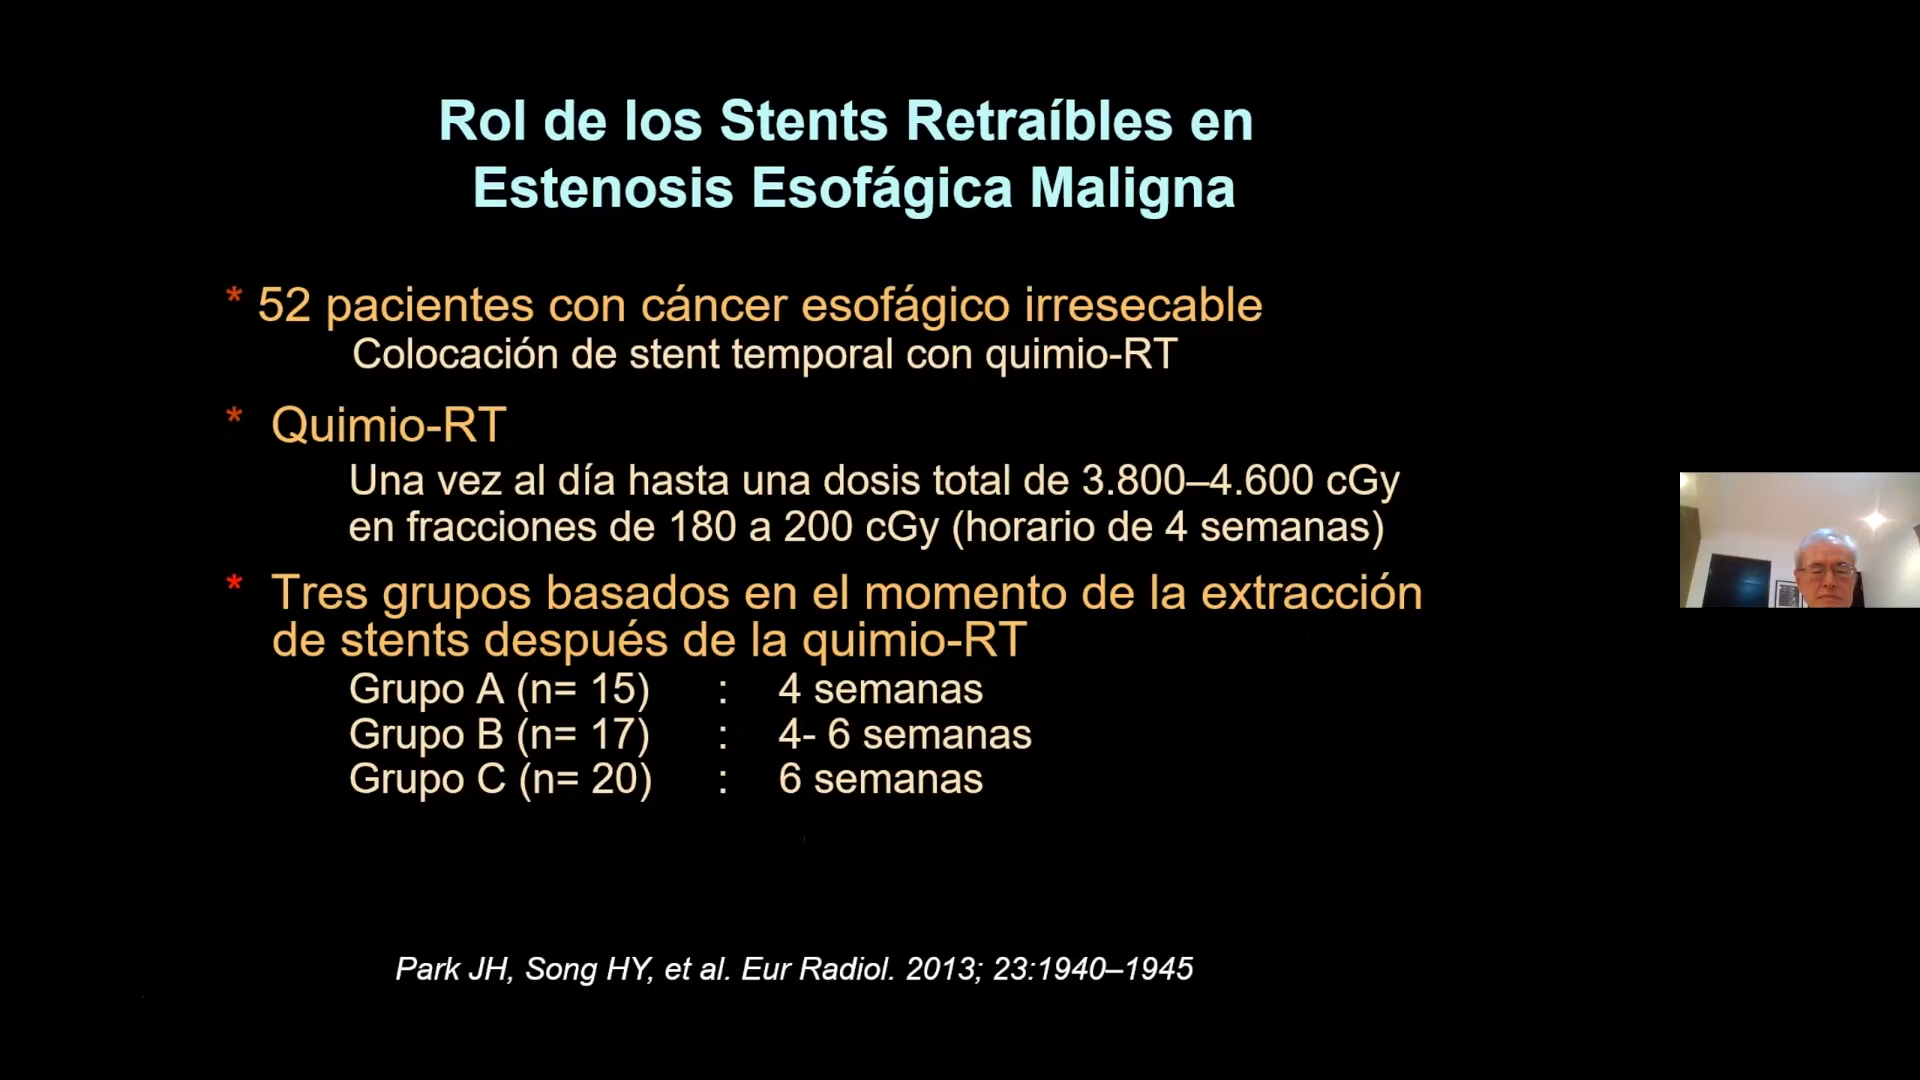 Rol de los Stents Retraíbles en
Estenosis Esofágica Maligna
* 52 pacientes con cáncer esofágico irresecable
Colocación de stent temporal con quimio-RT
* Quimio-RT
Una vez al día hasta una dosis total de 3.800–4.600 cGy
en fracciones de 180 a 200 cGy (horario de 4 semanas)
* Tres grupos basados en el momento de la extracción
de stents después de la quimio-RT
Grupo A (n= 15) : 4 semanas
Grupo B (n= 17) : 4- 6 semanas
Grupo C (n= 20) : 6 semanas
Park JH, Song HY, et al. Eur Radiol. 2013; 23:1940–1945